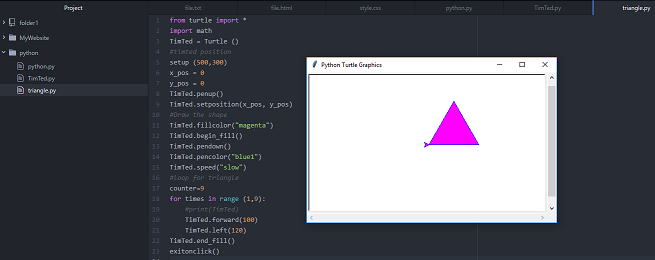 Project
file.txt
file.html
style.css
python.py
TimTed.py
triangle.py
folder1
MyWebsite
python
python.py
TimTed.py
triangle.py
1 from turtle import *
2 import math
3 TimTed = Turtle ()
4 #timted position
5 setup (500,300)
6 x_pos = 0
7 y_pos = 0
8 TimTed.penup()
9 TimTed.setposition(x_pos, y_pos)
10 #Draw the shape
11 TimTed.fillcolor("magenta")
12 TimTed.begin_fill()
13 TimTed.pendown()
14 TimTed.pencolor("blue1")
15 TimTed.speed("slow")
16 #loop for triangle
17 counter=9
18 for times in range (1,9):
19 #print(TimTed)
20 TimTed.forward(100)
21 TimTed.left(120)
22 TimTed.end_fill()
23 exitonclick()
Python Turtle Graphics